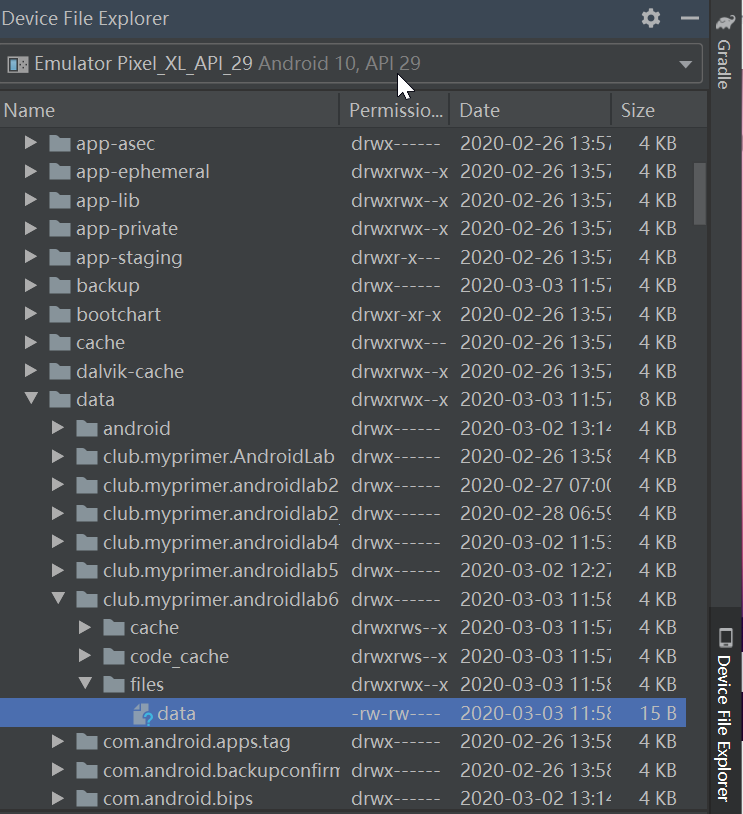 Device File Explorer
Emulator Pixel_XL_API_29 Android 10, API 29
Name Permissio... Date Size
app-asec drwx------ 2020-02-26 13:57 4 KB
app-ephemeral drwxrwx--x 2020-02-26 13:57 4 KB
app-lib drwxrwx--x 2020-02-26 13:57 4 KB
app-private drwxrwx--x 2020-02-26 13:57 4 KB
app-staging drwxr-x--- 2020-02-26 13:57 4 KB
backup drwx------ 2020-03-03 11:57 4 KB
bootchart drwxr-xr-x 2020-02-26 13:57 4 KB
cache drwxrwx--- 2020-02-26 13:57 4 KB
dalvik-cache drwxrwx--x 2020-02-26 13:57 4 KB
data drwxrwx--x 2020-03-03 11:57 8 KB
android drwx------ 2020-03-02 13:14 4 KB
club.myprimer.AndroidLab drwx------ 2020-02-26 13:58 4 KB
club.myprimer.androidlab2 drwx------ 2020-02-27 07:00 4 KB
club.myprimer.androidlab2_ drwx------ 2020-02-28 06:59 4 KB
club.myprimer.androidlab4 drwx------ 2020-03-02 11:53 4 KB
club.myprimer.androidlab5 drwx------ 2020-03-02 12:27 4 KB
club.myprimer.androidlab6 drwx------ 2020-03-03 11:58 4 KB
cache drwxrws--x 2020-03-03 11:57 4 KB
code_cache drwxrws--x 2020-03-03 11:57 4 KB
files drwxrwx--x 2020-03-03 11:58 4 KB
data -rw-rw---- 2020-03-03 11:58 15 B
com.android.apps.tag drwx------ 2020-02-26 13:58 4 KB
com.android.backupconfirm drwx------ 2020-02-26 13:58 4 KB
com.android.bips drwx------ 2020-03-02 13:14 4 KB
Gradle
Device File Explorer